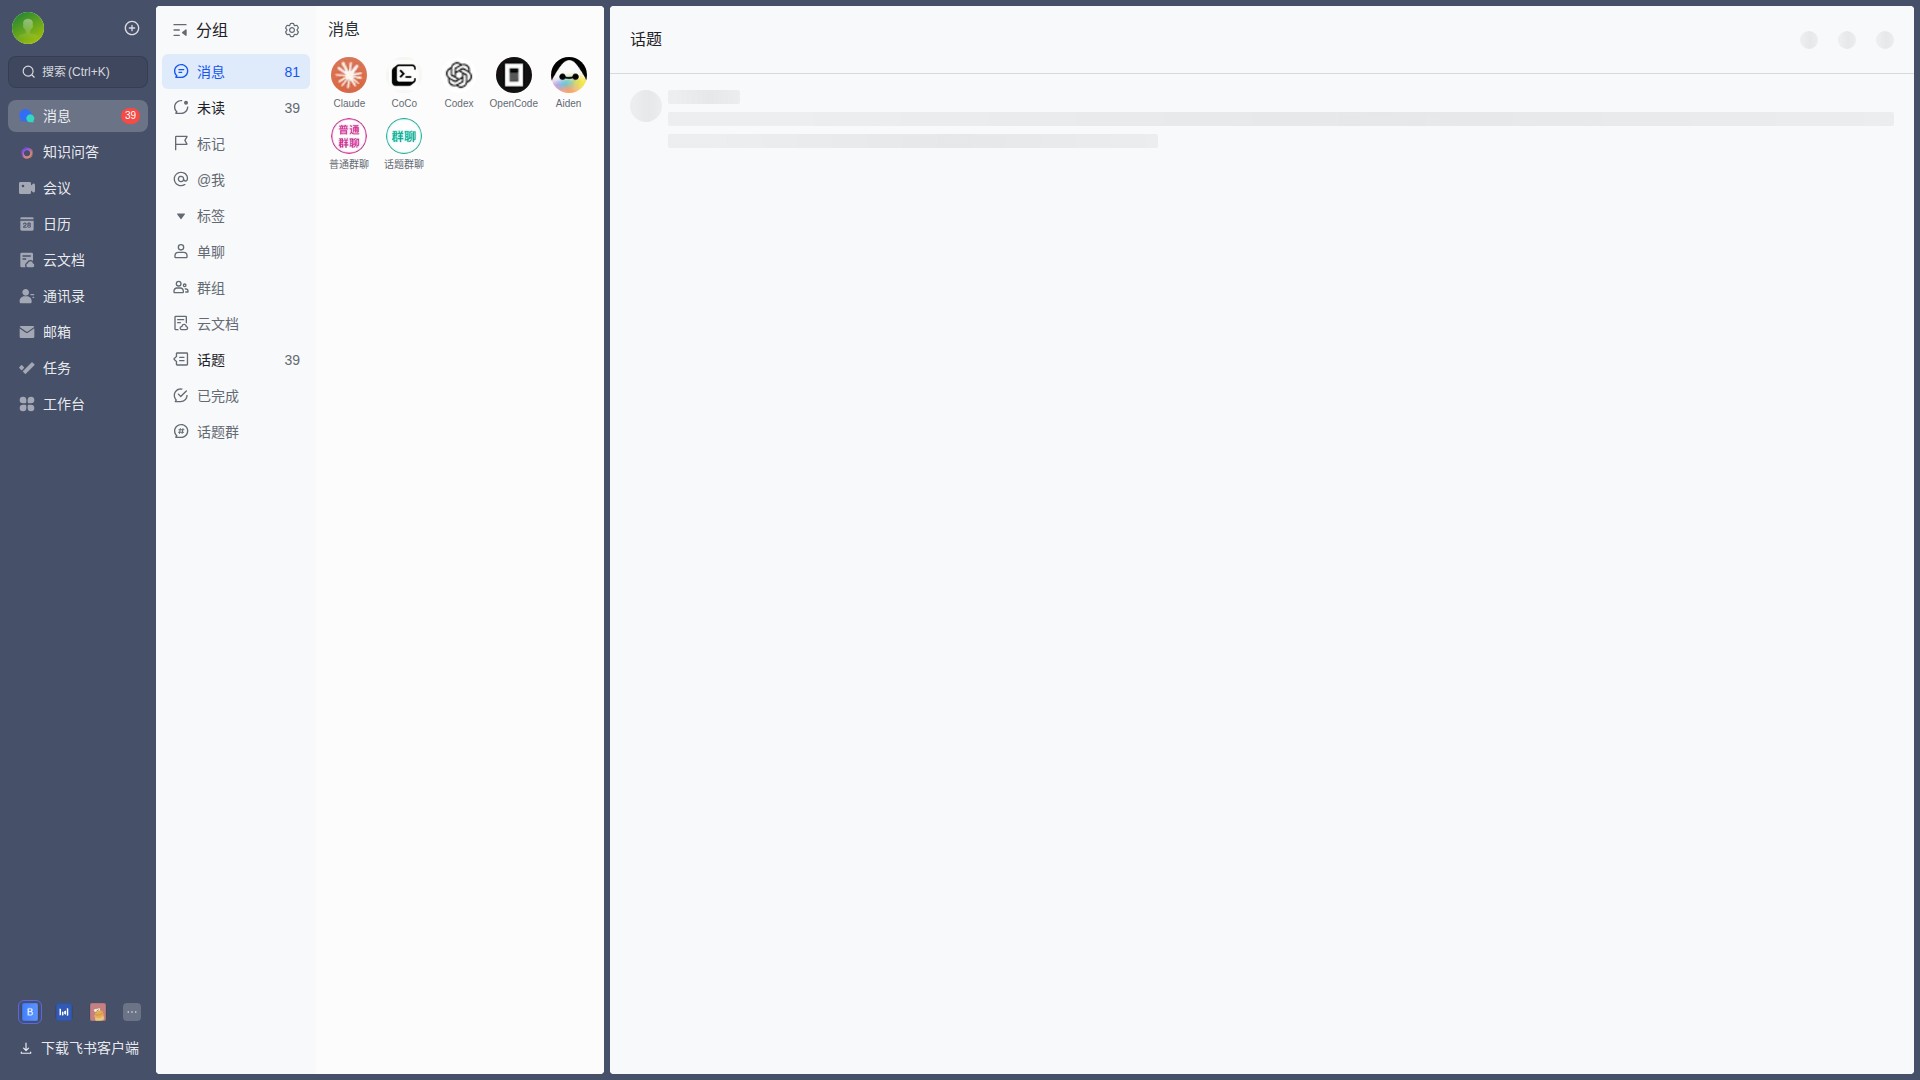 搜索 (Ctrl+K)
消息 39
知识问答
会议
日历
云文档
通讯录
邮箱
任务
工作台
B
下载飞书客户端
分组
消息 81
未读 39
标记
@我
标签
单聊
群组
云文档
话题 39
已完成
话题群
消息
Claude CoCo Codex OpenCode Aiden
普通
群聊
群聊
普通群聊 话题群聊
话题